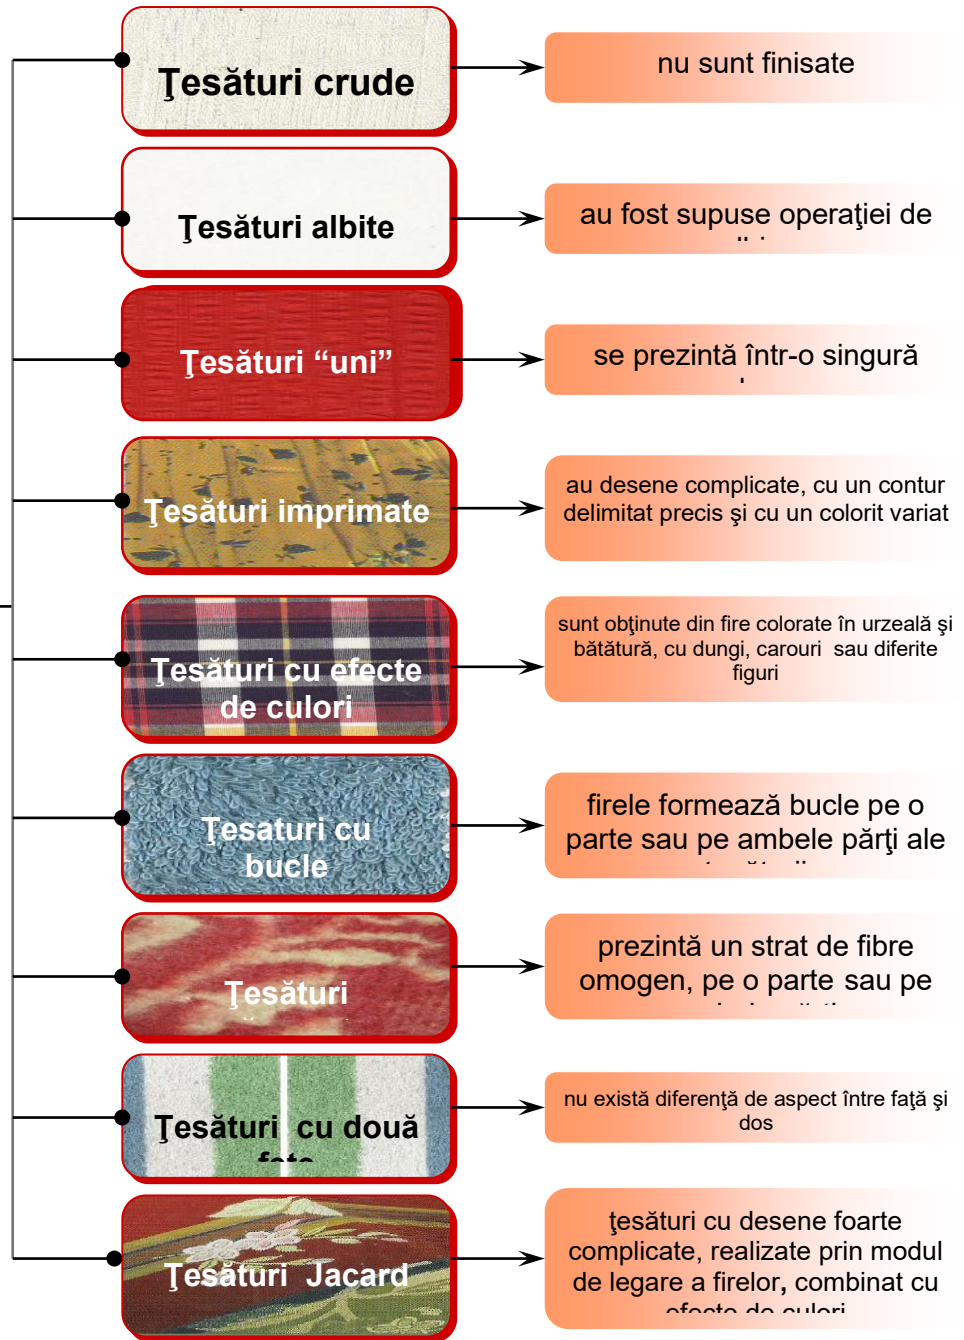 Ţesături crude
nu sunt finisate
Ţesături albite
au fost supuse operaţiei de
Ţesături “uni”
se prezintă într-o singură
Ţesături imprimate
au desene complicate, cu un contur
delimitat precis şi cu un colorit variat
Ţesături cu efecte
de culori
sunt obţinute din fire colorate în urzeală şi
bătătură, cu dungi, carouri sau diferite
figuri
Ţesaturi cu
bucle
firele formează bucle pe o
parte sau pe ambele părţi ale
Ţesături
prezintă un strat de fibre
omogen, pe o parte sau pe
Ţesături cu două
nu există diferenţă de aspect între faţă şi
dos
Ţesături Jacard
ţesături cu desene foarte
complicate, realizate prin modul
de legare a firelor, combinat cu
efecte de culori